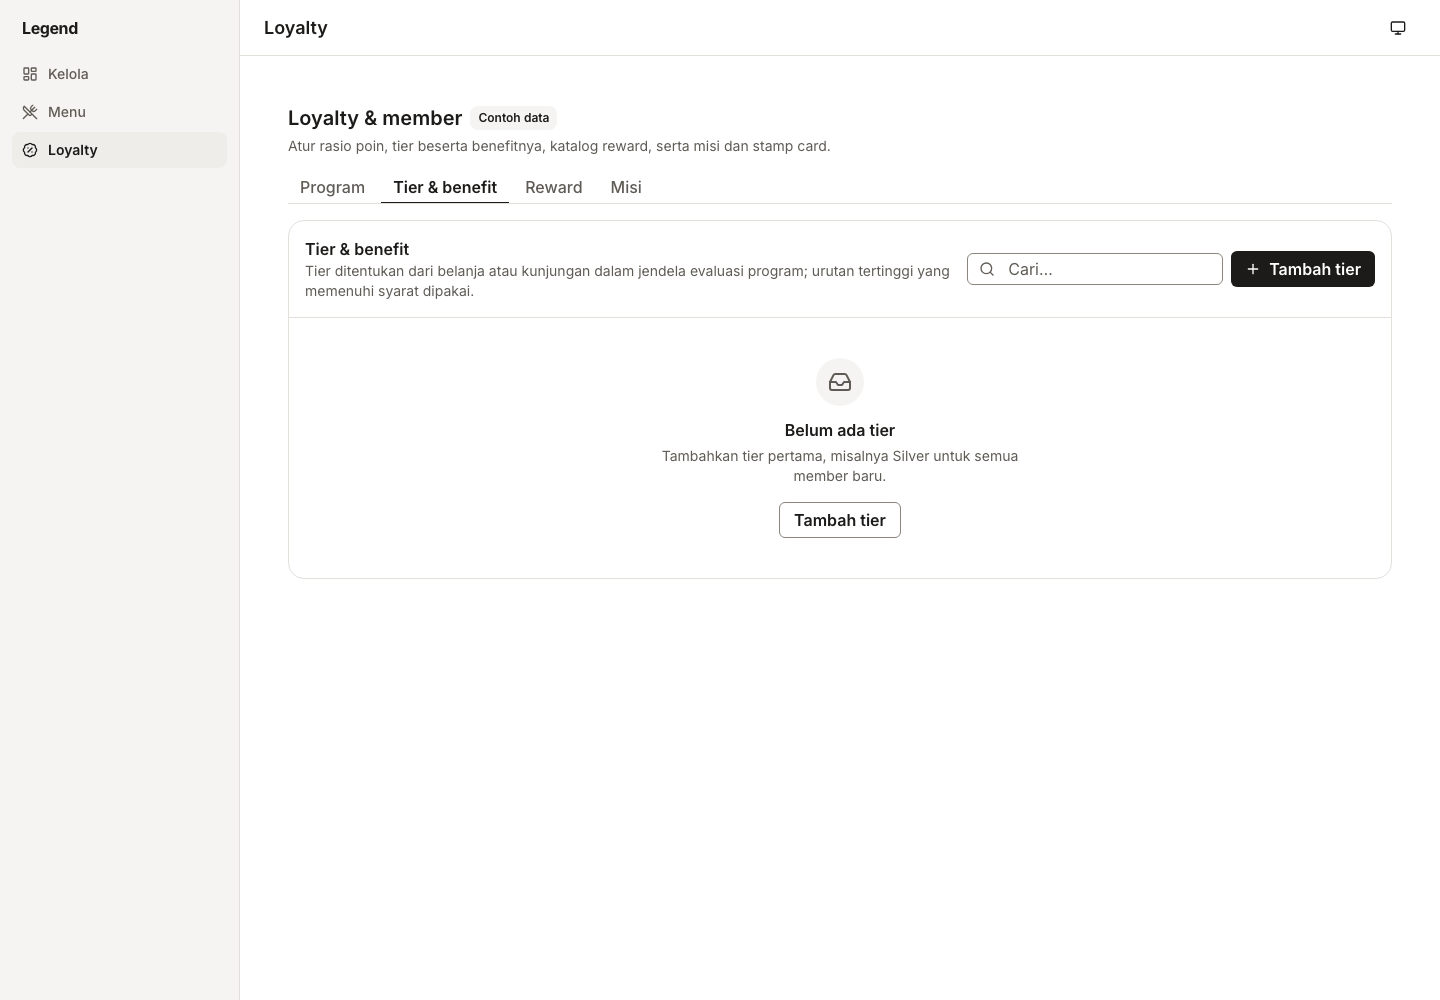 Legend
Kelola
Menu
Loyalty
Loyalty
Loyalty & member
Contoh data
Atur rasio poin, tier beserta benefitnya, katalog reward, serta misi dan stamp card.
Program
Tier & benefit
Reward
Misi
Tier & benefit
Tier ditentukan dari belanja atau kunjungan dalam jendela evaluasi program; urutan tertinggi yang
memenuhi syarat dipakai.
Cari...
Tambah tier
Belum ada tier
Tambahkan tier pertama, misalnya Silver untuk semua
member baru.
Tambah tier